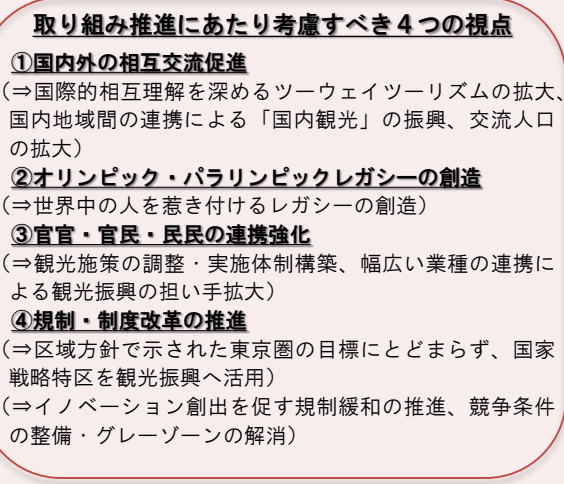 取り組み推進にあたり考慮すべき４つの視点
①国内外の相互交流促進
(⇒国際的相互理解を深めるツーウェイツーリズムの拡大、
国内地域間の連携による「国内観光」の振興、交流人口
の拡大）
②オリンピック・パラリンピックレガシーの創造
(⇒世界中の人を惹き付けるレガシーの創造）
③官官・官民・民民の連携強化
(⇒観光施策の調整・実施体制構築、幅広い業種の連携に
よる観光振興の担い手拡大）
④規制・制度改革の推進
(⇒区域方針で示された東京圏の目標にとどまらず、国家
戦略特区を観光振興へ活用）
(⇒イノベーション創出を促す規制緩和の推進、競争条件
の整備・グレーゾーンの解消）